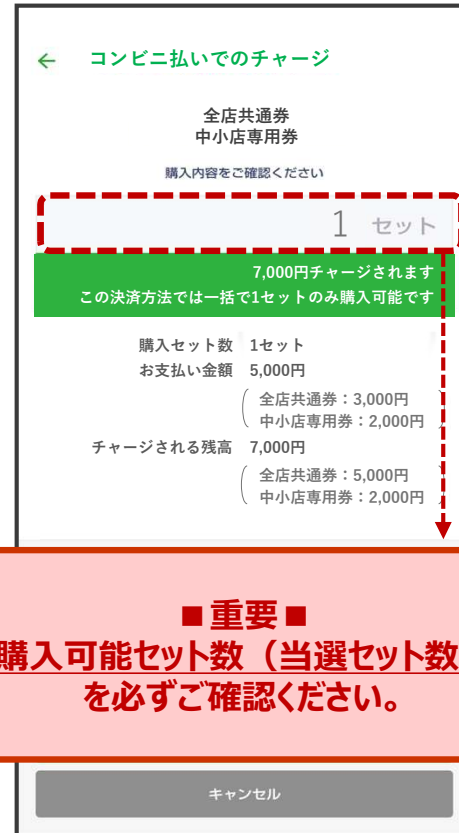 コンビニ払いでのチャージ
全店共通券
中小店専用券
購入内容をご確認ください
1 セット
7,000円チャージされます
この決済方法では一括で1セットのみ購入可能です
購入セット数 1セット
お支払い金額 5,000円
全店共通券：3,000円
中小店専用券：2,000円
チャージされる残高 7,000円
全店共通券：5,000円
中小店専用券：2,000円
■重要■
購入可能セット数（当選セット数
を必ずご確認ください。
キャンセル